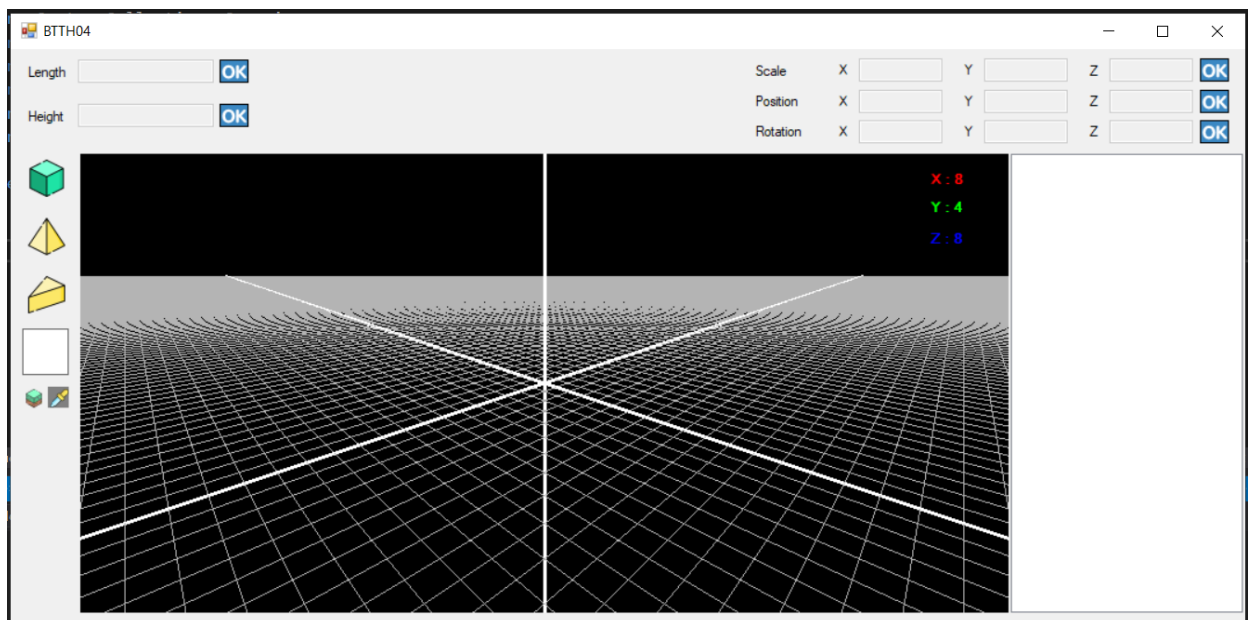 BTTH04
Length OK
Scale X Y Z OK
Position X Y Z OK
Height OK
Rotation X Y Z OK
X : 8
Y : 4
Z : 8